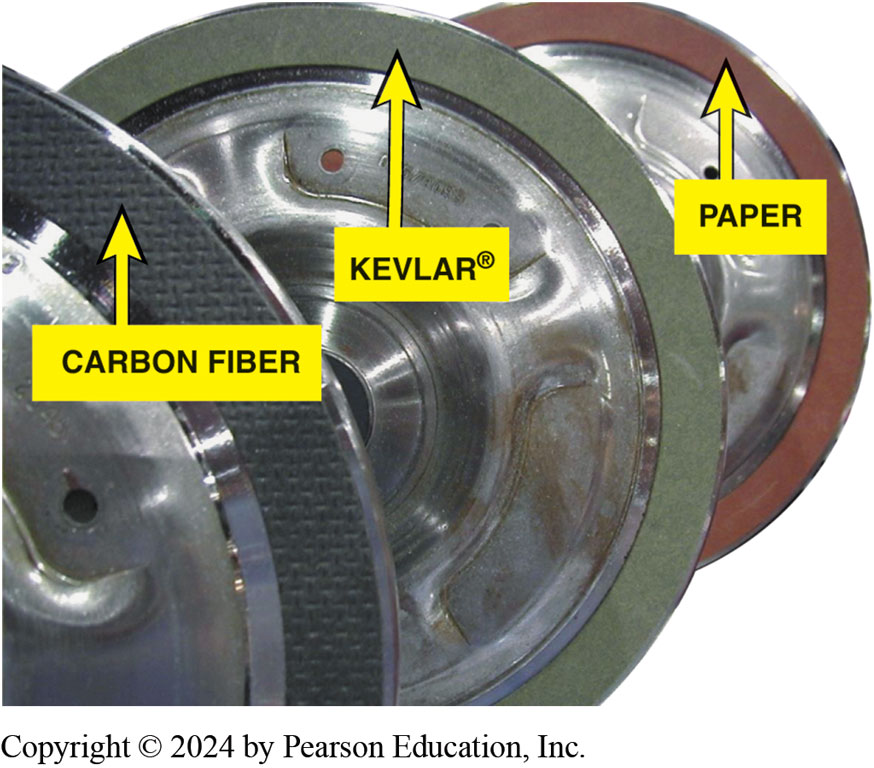 PAPER
KEVLAR®
CARBON FIBER
Copyright © 2024 by Pearson Education, Inc.